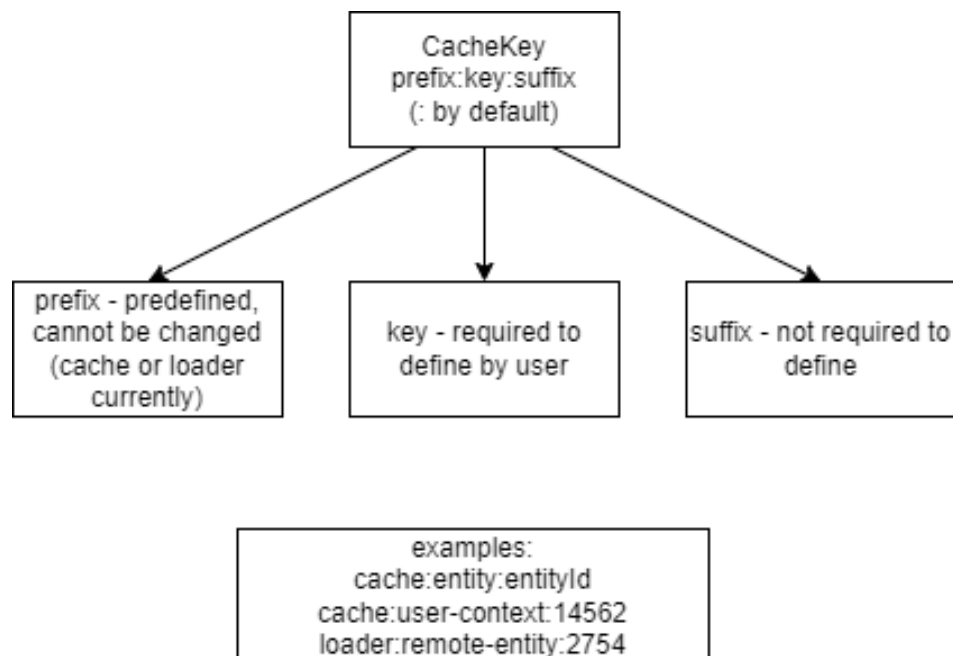 CacheKey
prefix:key:suffix
(: by default)
prefix - predefined,
cannot be changed
(cache or loader
currently)
key - required to
define by user
suffix - not required to
define
examples:
cache:entity:entityId
cache:user-context:14562
loader:remote-entity:2754